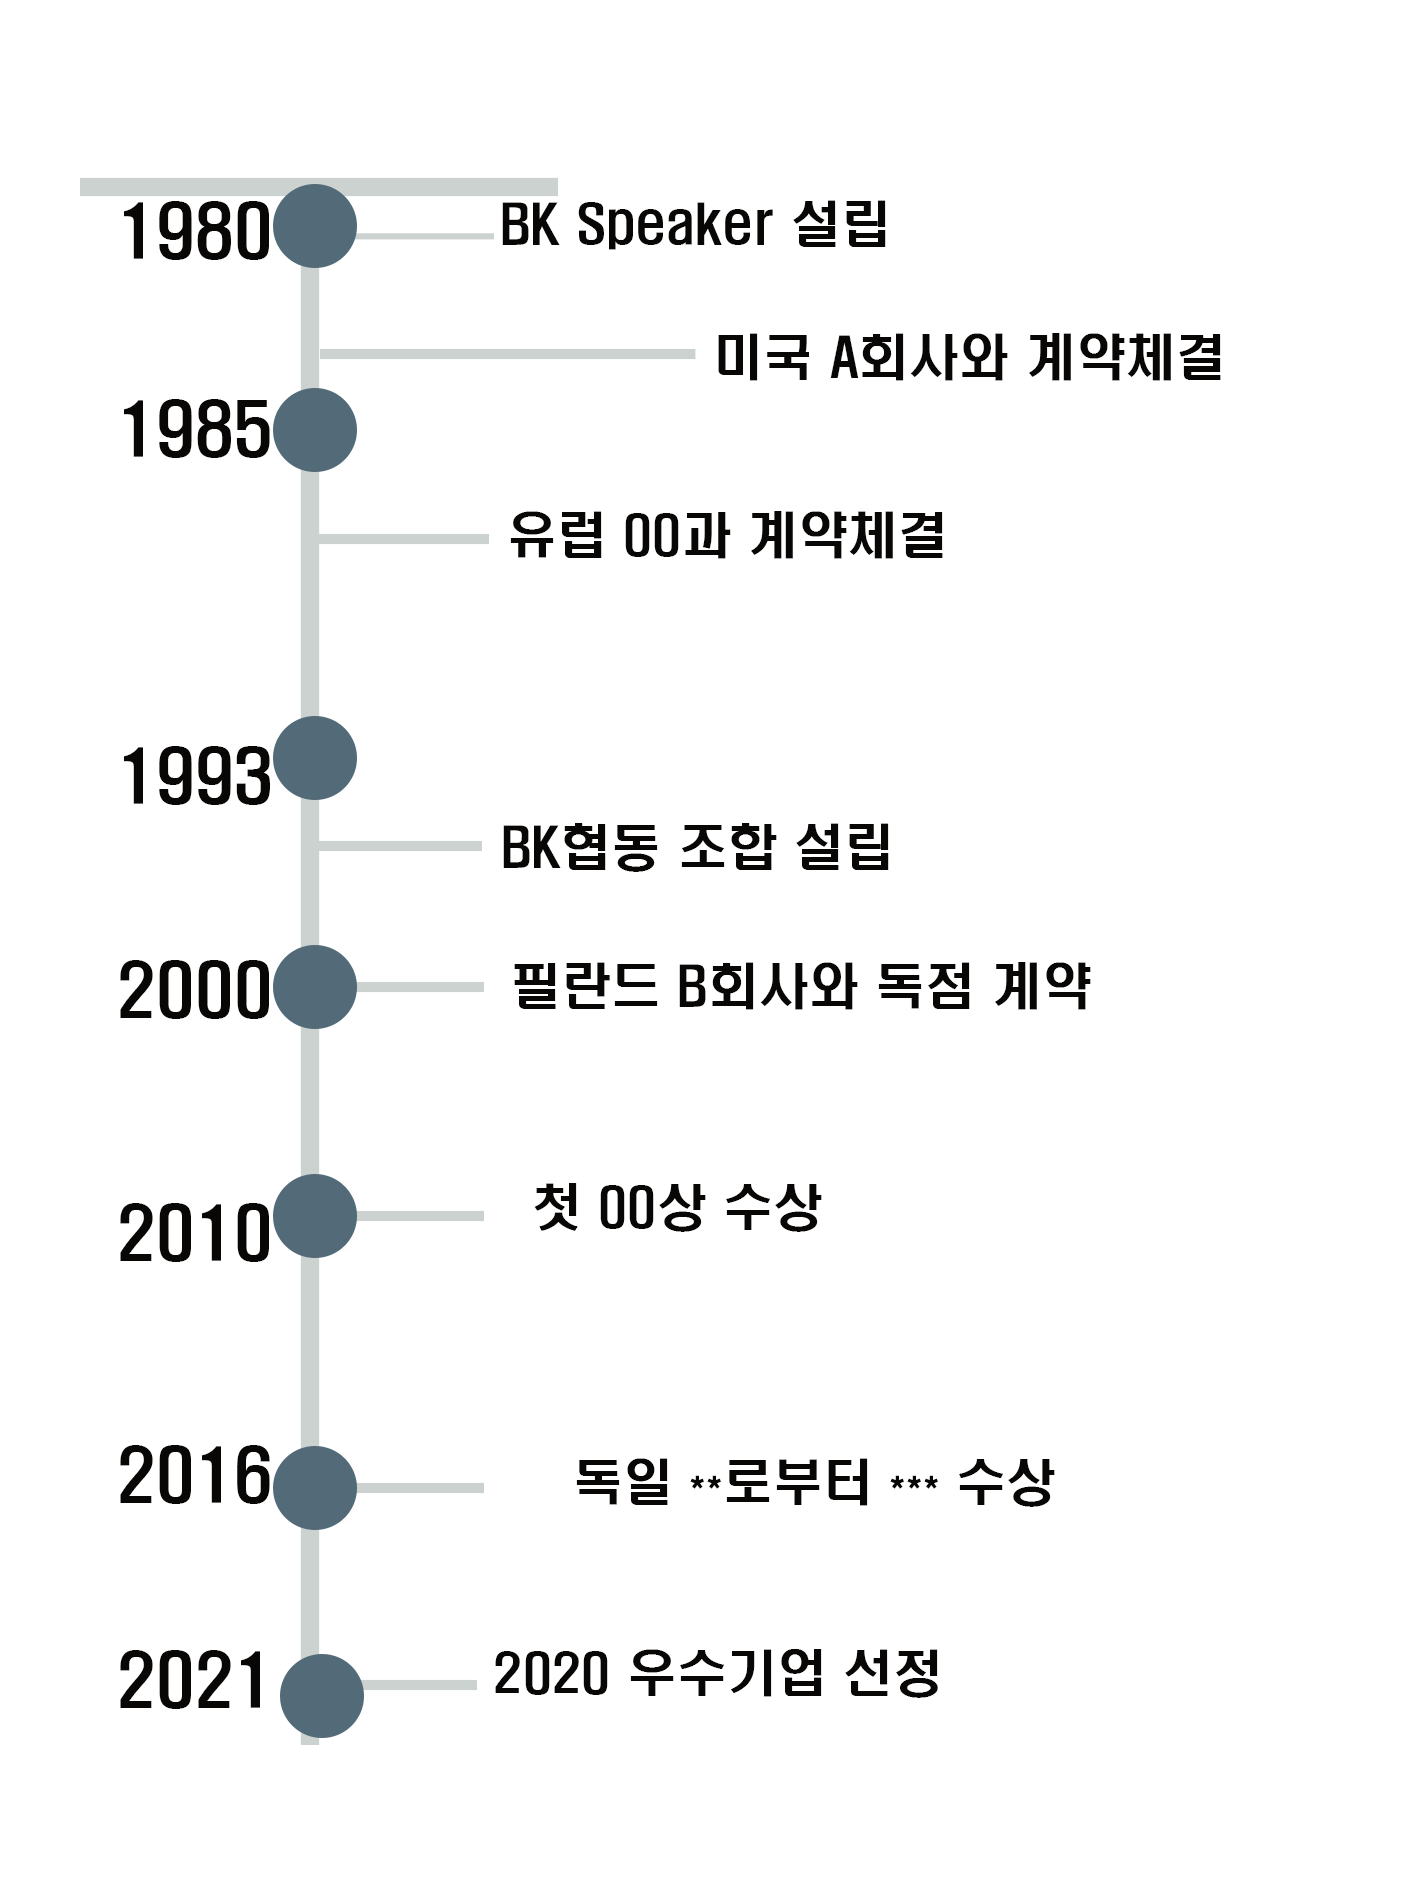 1980 BK Speaker 설립
미국 A회사와 계약체결
1985
유럽 00과 계약체결
1993
BK협동 조합 설립
2000 필란드 B회사와 독점 계약
2010 첫 00상 수상
2016 독일 **로부터 *** 수상
2021 2020 우수기업 선정